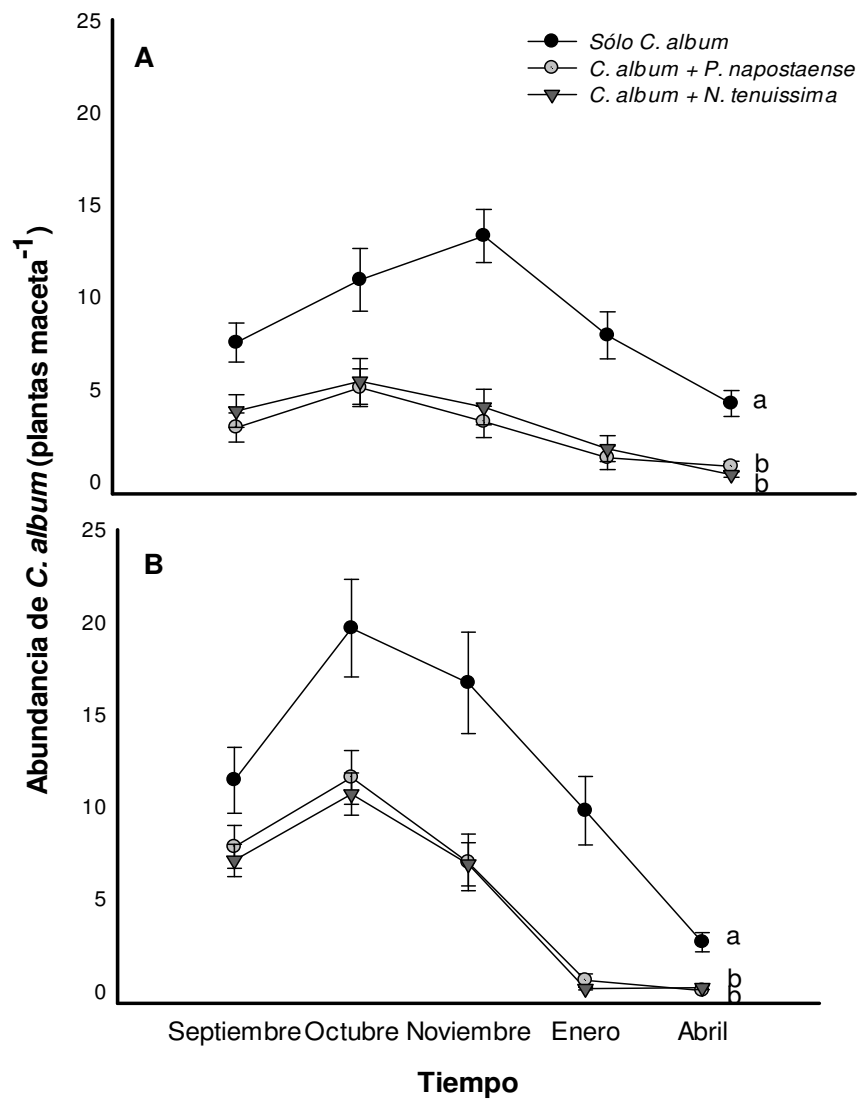 25
A
Sólo C. album
C. album + P. napostaense
C. album + N. tenuissima
20
15
10
5
0
a
b
b
Abundancia de C. album (plantas maceta⁻¹)
25
B
20
15
10
5
0
a
b
b
Septiembre Octubre Noviembre Enero Abril
Tiempo